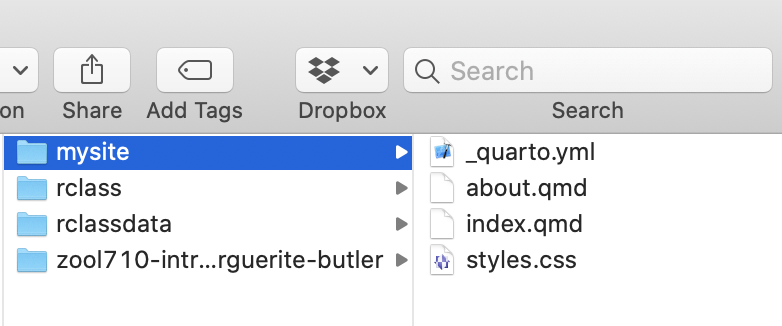 on Share Add Tags Dropbox Search
Search
mysite
rclass
rclassdata
zool710-intr...rguerite-butler
_quarto.yml
about.qmd
index.qmd
styles.css